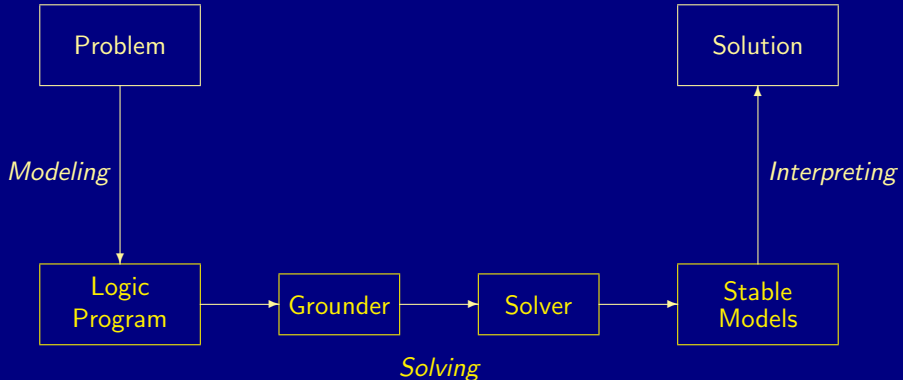 Problem
Solution
Modeling
Interpreting
Logic
Program
Grounder
Solver
Stable
Models
Solving